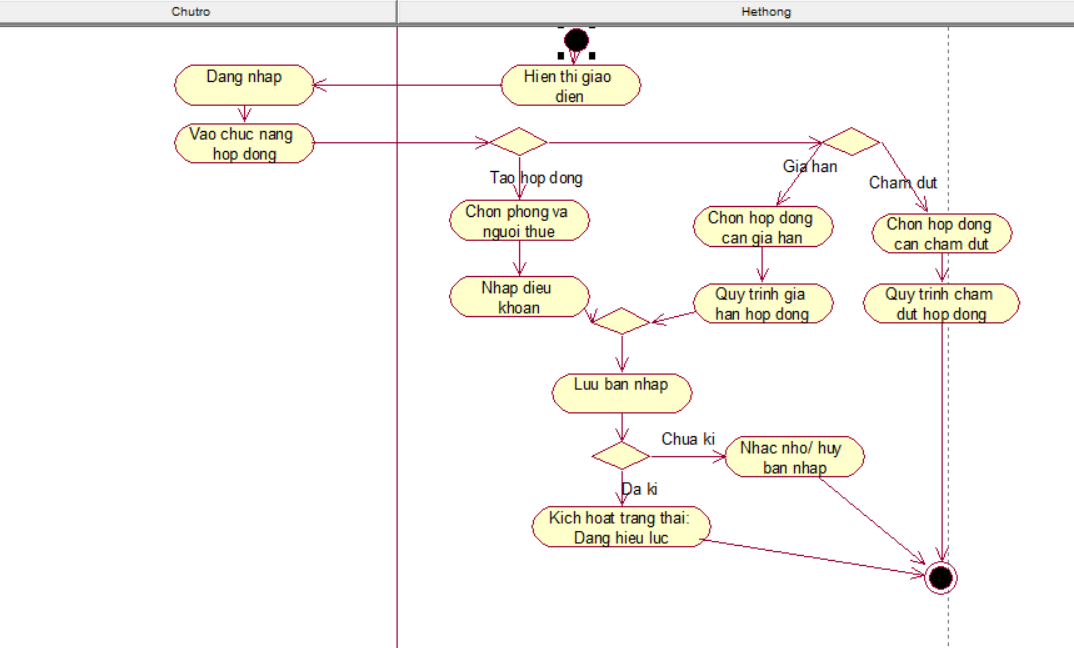 Chutro
Hethong
Hien thi giao
dien
Dang nhap
Vao chuc nang
hop dong
Tao hop dong
Gia han
Cham dut
Chon phong va
nguoi thue
Chon hop dong
can gia han
Chon hop dong
can cham dut
Nhap dieu
khoan
Quy trinh gia
han hop dong
Quy trinh cham
dut hop dong
Luu ban nhap
Chua ki
Nhac nho/ huy
ban nhap
Da ki
Kich hoat trang thai:
Dang hieu luc